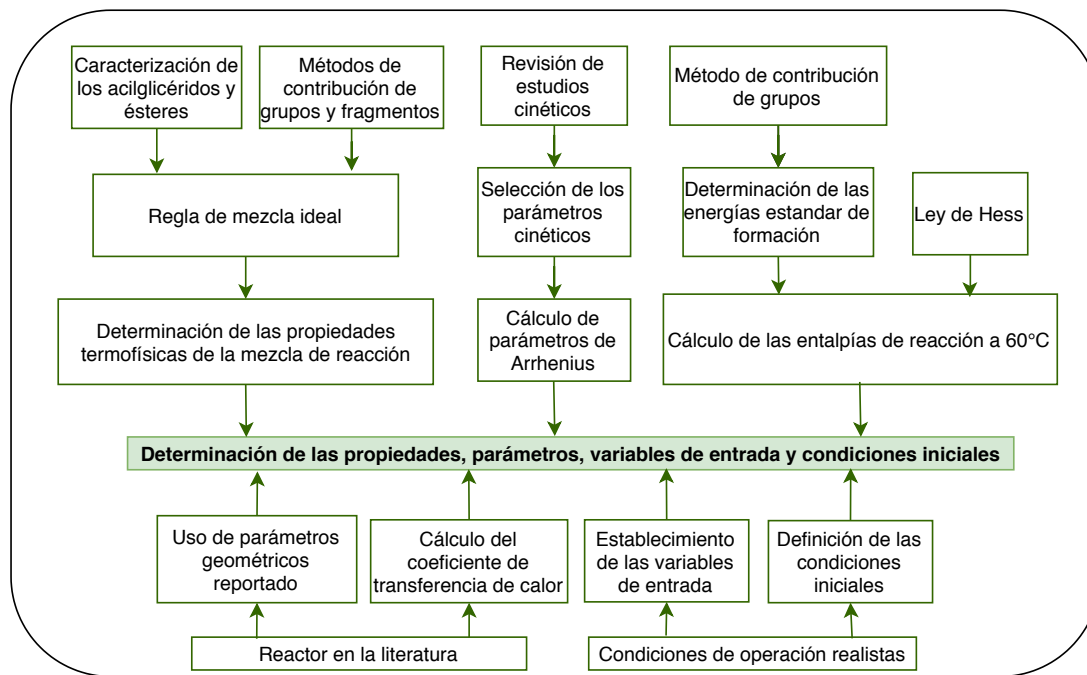 Caracterización de
los acilglicéridos y
ésteres
Métodos de
contribución de
grupos y fragmentos
Revisión de
estudios
cinéticos
Método de contribución
de grupos
Regla de mezcla ideal
Selección de los
parámetros
cinéticos
Determinación de las
energías estandar de
formación
Ley de Hess
Determinación de las propiedades
termofísicas de la mezcla de reacción
Cálculo de
parámetros de
Arrhenius
Cálculo de las entalpías de reacción a 60°C
Determinación de las propiedades, parámetros, variables de entrada y condiciones iniciales
Uso de parámetros
geométricos
reportado
Cálculo del
coeficiente de
transferencia de calor
Establecimiento
de las variables
de entrada
Definición de las
condiciones
iniciales
Reactor en la literatura
Condiciones de operación realistas